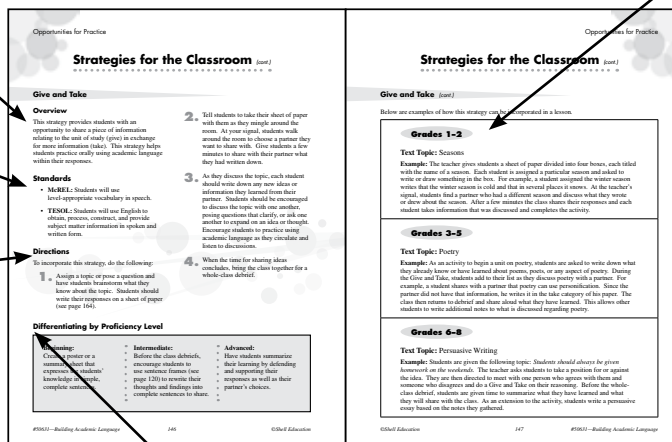 Opportunities for Practice
Strategies for the Classroom (cont.)
Give and Take
Overview
This strategy provides students with an
opportunity to share a piece of information
relating to the unit of study (give) in exchange
for more information (take). This strategy helps
students practice orally using academic language
within their responses.
Standards
• McREL: Students will use
level-appropriate vocabulary in speech.
• TESOL: Students will use English to
obtain, process, construct, and provide
subject matter information in spoken and
written form.
Directions
To incorporate this strategy, do the following:
1. Assign a topic or pose a question and
have students brainstorm what they
know about the topic. Students should
write their responses on a sheet of paper
(see page 164).
2. Tell students to take their sheet of paper
with them as they mingle around the
room. At your signal, students walk
around the room to choose a partner they
want to share with. Give students a few
minutes to share with their partner what
they had written down.
3. As they discuss the topic, each student
should write down any new ideas or
information they learned from their
partner. Students should be encouraged
to discuss the topic with one another,
posing questions that clarify, or ask one
another to expand on an idea or thought.
Encourage students to practice using
academic language as they circulate and
listen to discussions.
4. When the time for sharing ideas
concludes, bring the class together for a
whole-class debrief.
Differentiating by Proficiency Level
Beginning:
Create a poster or a
summary sheet that
expresses the students'
knowledge in simple,
complete sentences.
Intermediate:
Before the class debriefs,
encourage students to
use sentence frames (see
page 120) to rewrite their
thoughts and findings into
complete sentences to share.
Advanced:
Have students summarize
their learning by defending
and supporting their
responses as well as their
partner's choices.
#50631—Building Academic Language 146 ©Shell Education
Opportunities for Practice
Strategies for the Classroom (cont.)
Give and Take (cont.)
Below are examples of how this strategy can be incorporated in a lesson.
Grades 1–2
Text Topic: Seasons
Example: The teacher gives students a sheet of paper divided into four boxes, each titled
with the name of a season. Each student is assigned a particular season and asked to
write or draw something in the box. For example, a student assigned the winter season
writes that the winter season is cold and that in several places it snows. At the teacher's
signal, students find a partner who had a different season and discuss what they wrote
or drew about the season. After a few minutes the class shares their responses and each
student takes information that was discussed and completes the activity.
Grades 3–5
Text Topic: Poetry
Example: As an activity to begin a unit on poetry, students are asked to write down what
they already know or have learned about poems, poets, or any aspect of poetry. During
the Give and Take, students add to their list as they discuss poetry with a partner. For
example, a student shares with a partner that poetry can use personification. Since the
partner did not have that information, he writes it in the take category of his paper. The
class then returns to debrief and share aloud what they have learned. This allows other
students to write additional notes to what is discussed regarding poetry.
Grades 6–8
Text Topic: Persuasive Writing
Example: Students are given the following topic: Students should always be given
homework on the weekends. The teacher asks students to take a position for or against
the idea. They are then directed to meet with one person who agrees with them and
someone who disagrees and do a Give and Take on their reasoning. Before the whole-
class debrief, students are given time to summarize what they have learned and what
they will share with the class. As an extension to the activity, students write a persuasive
essay based on the notes they gathered.
©Shell Education 147 #50631—Building Academic Language